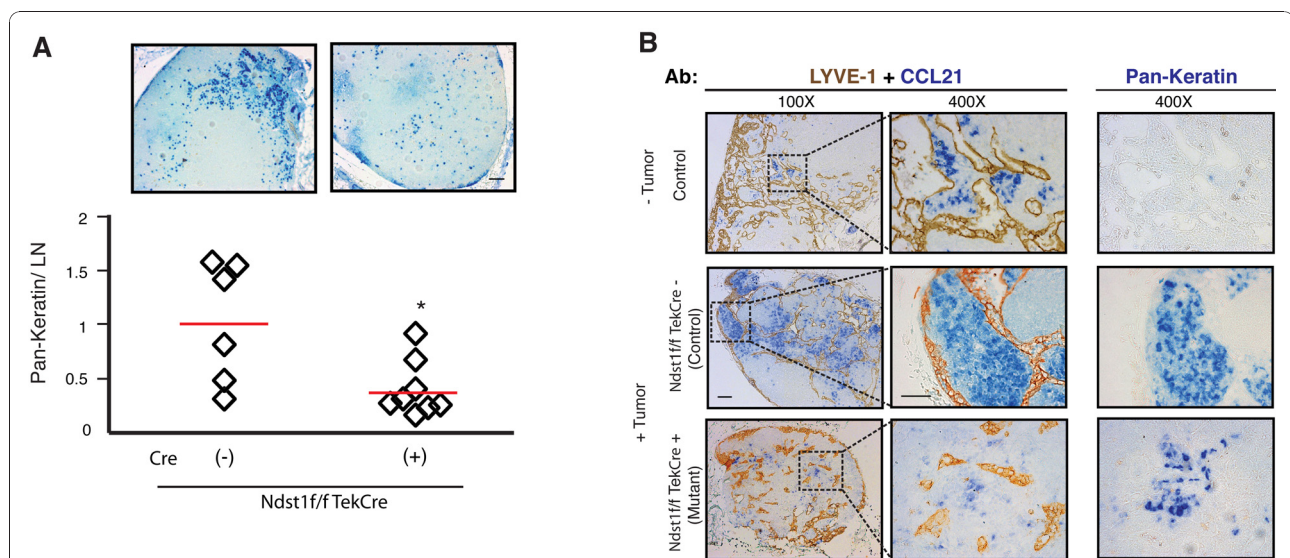 A
Pan-Keratin/ LN
2
1.5
1
0.5
0
*
Cre (-) (+)
Ndst1f/f TekCre
B
Ab: LYVE-1 + CCL21 Pan-Keratin
100X 400X 400X
- Tumor
Control
+ Tumor
Ndst1f/f TekCre -
(Control)
Ndst1f/f TekCre +
(Mutant)